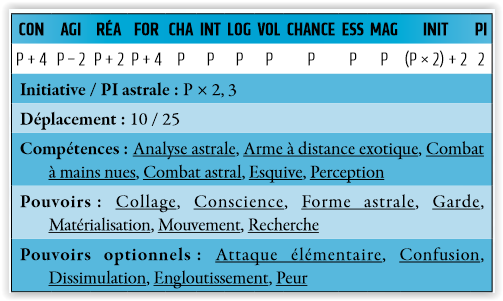 CON AGI RÉA FOR CHA INT LOG VOL CHANCE ESS MAG INIT PI
P + 4 P – 2 P + 2 P + 4 P P P P P P P (P × 2) + 2 2
Initiative / PI astrale : P × 2, 3
Déplacement : 10 / 25
Compétences : Analyse astrale, Arme à distance exotique, Combat
à mains nues, Combat astral, Esquive, Perception
Pouvoirs : Collage, Conscience, Forme astrale, Garde,
Matérialisation, Mouvement, Recherche
Pouvoirs optionnels : Attaque élémentaire, Confusion,
Dissimulation, Engloutissement, Peur